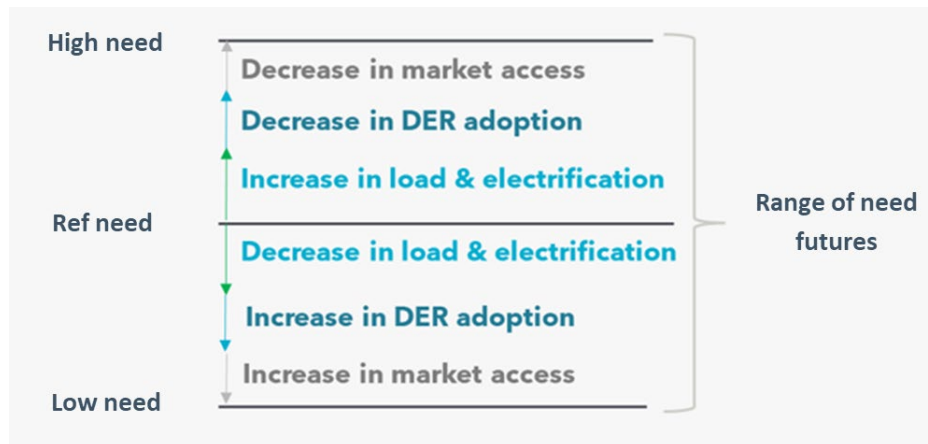 High need
Decrease in market access
Decrease in DER adoption
Increase in load & electrification
Ref need
Range of need
futures
Decrease in load & electrification
Increase in DER adoption
Increase in market access
Low need